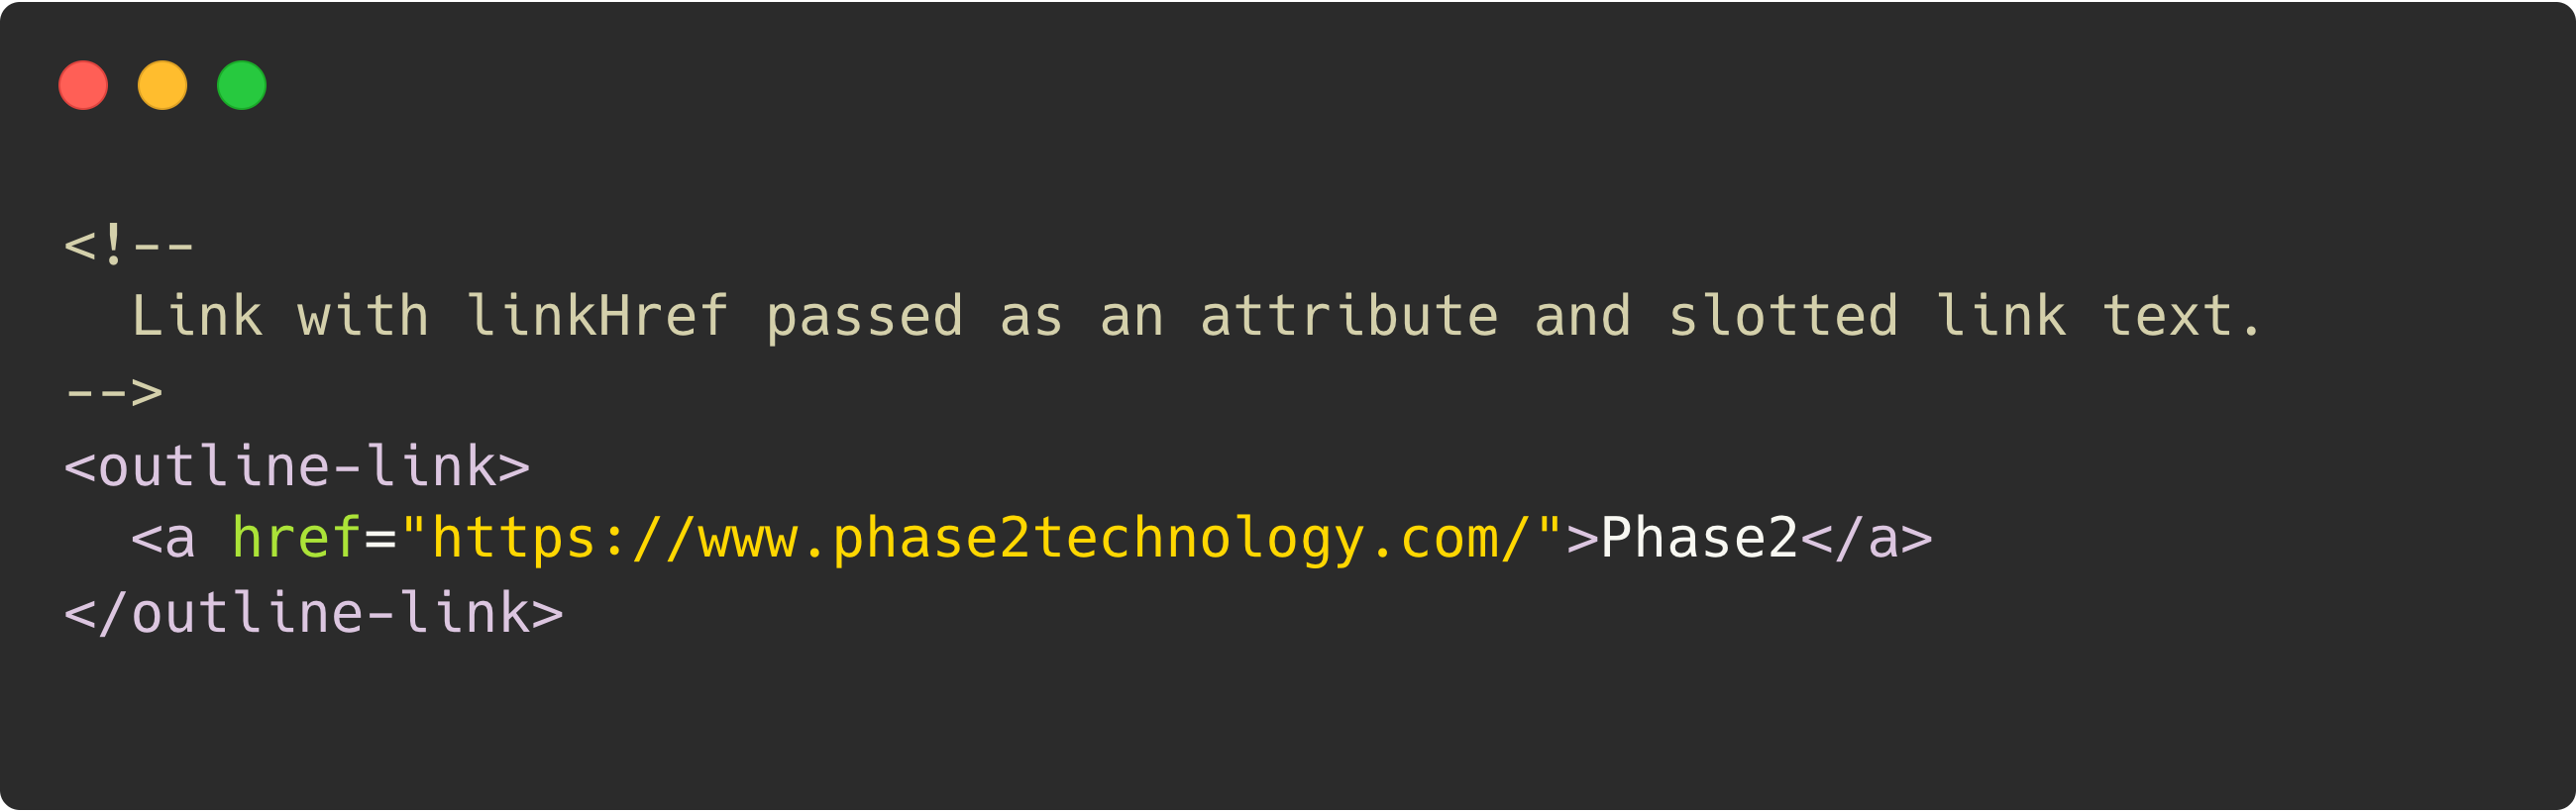 <!--
  Link with linkHref passed as an attribute and slotted link text.
-->
<outline-link>
  <a href="https://www.phase2technology.com/">Phase2</a>
</outline-link>